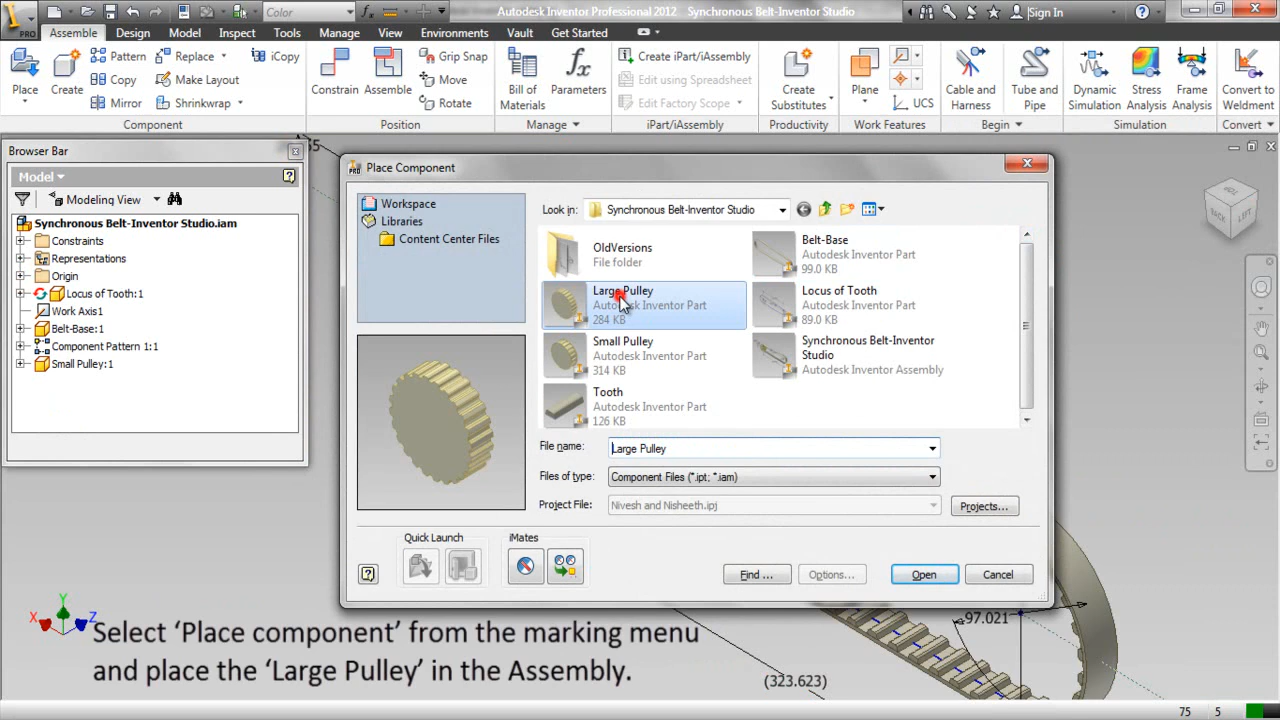 Color
Autodesk Inventor Professional 2012 Synchronous Belt-Inventor Studio
Sign In
PRO
Assemble Design Model Inspect Tools Manage View Environments Vault Get Started
Place
Create
Pattern
Copy
Mirror
Replace
Make Layout
Shrinkwrap
iCopy
Constrain
Assemble
Grip Snap
Move
Rotate
Bill of
Materials
Parameters
Create iPart/iAssembly
Edit using Spreadsheet
Edit Factory Scope
Create
Substitutes
Plane
UCS
Cable and
Harness
Tube and
Pipe
Dynamic
Simulation
Stress
Analysis
Frame
Analysis
Convert to
Weldment
Component Position Manage iPart/iAssembly Productivity Work Features Begin Simulation Convert
Browser Bar
Model
Modeling View
Synchronous Belt-Inventor Studio.iam
Constraints
Representations
Origin
Locus of Tooth:1
Work Axis1
Belt-Base:1
Component Pattern 1:1
Small Pulley:1
Place Component
Workspace
Libraries
Content Center Files
Look in: Synchronous Belt-Inventor Studio
OldVersions
File folder
Large Pulley
Autodesk Inventor Part
284 KB
Small Pulley
Autodesk Inventor Part
314 KB
Tooth
Autodesk Inventor Part
126 KB
Belt-Base
Autodesk Inventor Part
99.0 KB
Locus of Tooth
Autodesk Inventor Part
89.0 KB
Synchronous Belt-Inventor
Studio
Autodesk Inventor Assembly
File name: Large Pulley
Files of type: Component Files (*.ipt; *.iam)
Project File: Nivesh and Nisheeth.ipj
Projects...
Quick Launch
iMates
Find ...
Options...
Open
Cancel
BACK
LEFT
97.021
(323.623)
X Y Z
Select ‘Place component’ from the marking menu
and place the ‘Large Pulley’ in the Assembly.
75 5